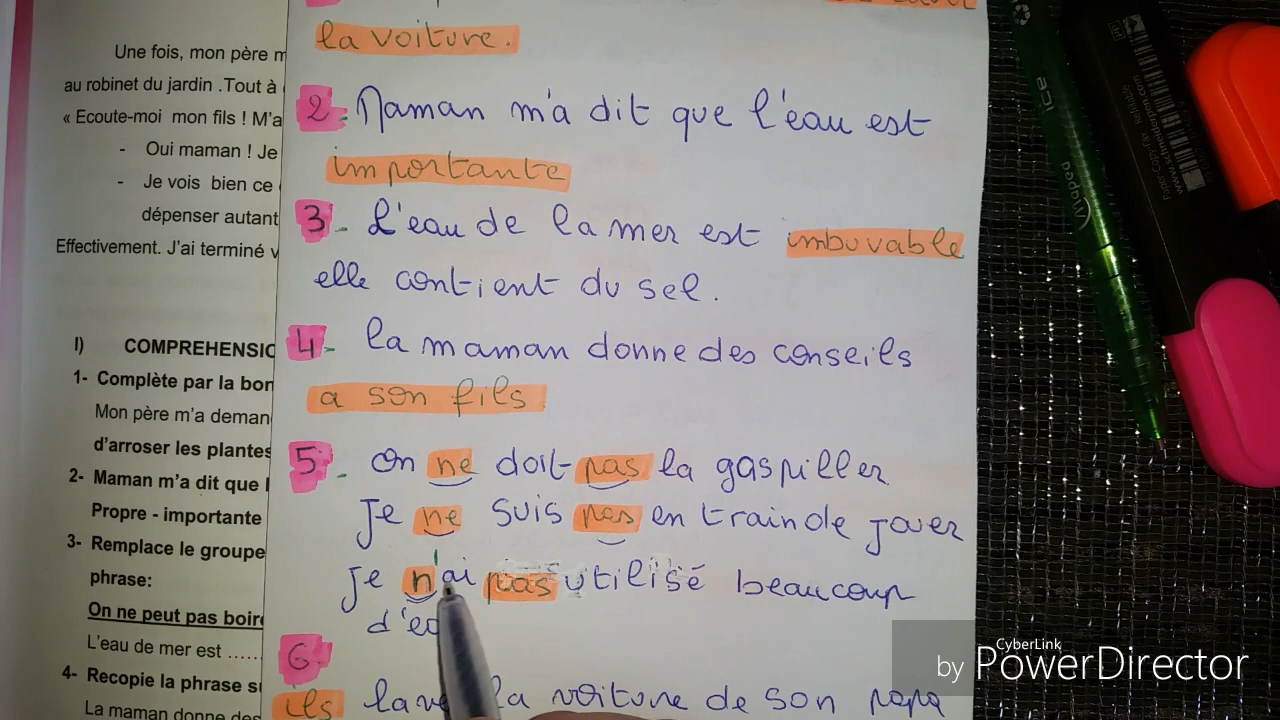 Une fois, mon père
au robinet du jardin .Tout à
« Ecoute-moi mon fils ! M'a
- Oui maman ! Je
- Je vois bien ce
dépenser autant
Effectivement. J'ai terminé
I) COMPREHENSIO
1- Complète par la bon
Mon père m'a deman
d'arroser les plantes
2- Maman m'a dit que
Propre - importante
3- Remplace le groupe
phrase:
On ne peut pas boire
L'eau de mer est .....
4- Recopie la phrase
La maman donne des
la voiture.
2. Maman m'a dit que l'eau est
importante
3. L'eau de la mer est imbuvable
elle contient du sel.
4. la maman donne des conseils
a son fils
5. On ne doit pas la gaspiller
Je ne suis pas en train de jouer
Je n'ai pas utilisé beaucoup
6
ils la voiture de son papa
Maped
ice
CyberLink
by PowerDirector